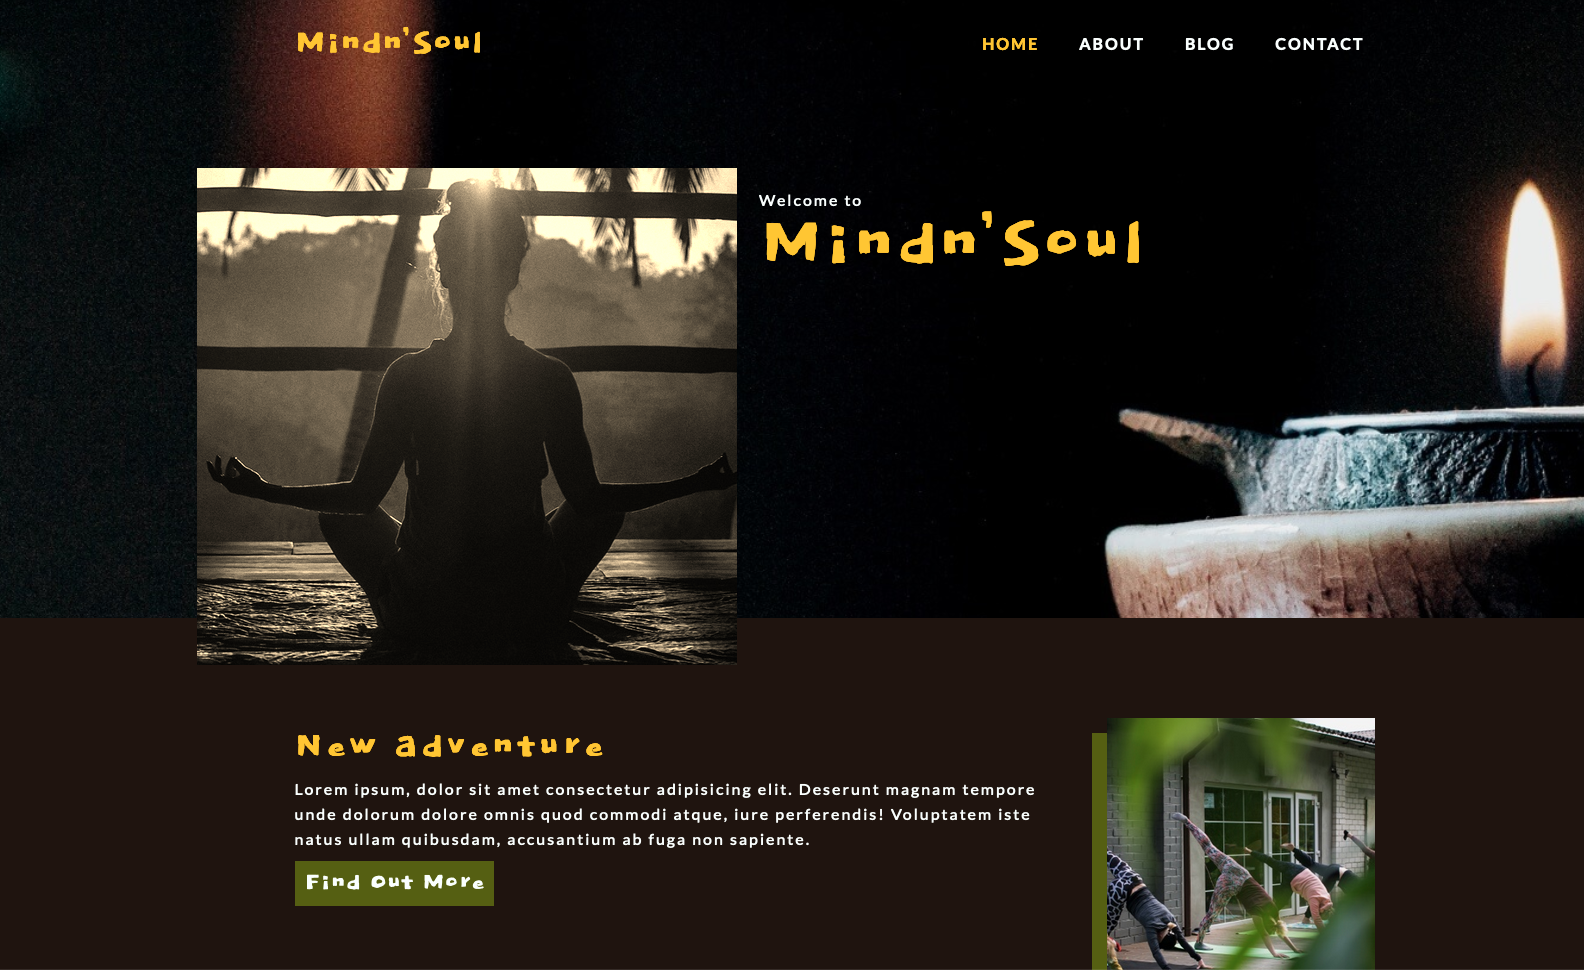 Mindn'Soul
HOME ABOUT BLOG CONTACT
Welcome to
Mindn'Soul
New adventure
Lorem ipsum, dolor sit amet consectetur adipisicing elit. Deserunt magnam tempore
unde dolorum dolore omnis quod commodi atque, iure perferendis! Voluptatem iste
natus ullam quibusdam, accusantium ab fuga non sapiente.
Find Out More